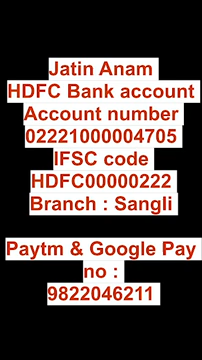 Jatin Anam
HDFC Bank account
Account number
02221000004705
IFSC code
HDFC00000222
Branch : Sangli
Paytm & Google Pay
no :
9822046211